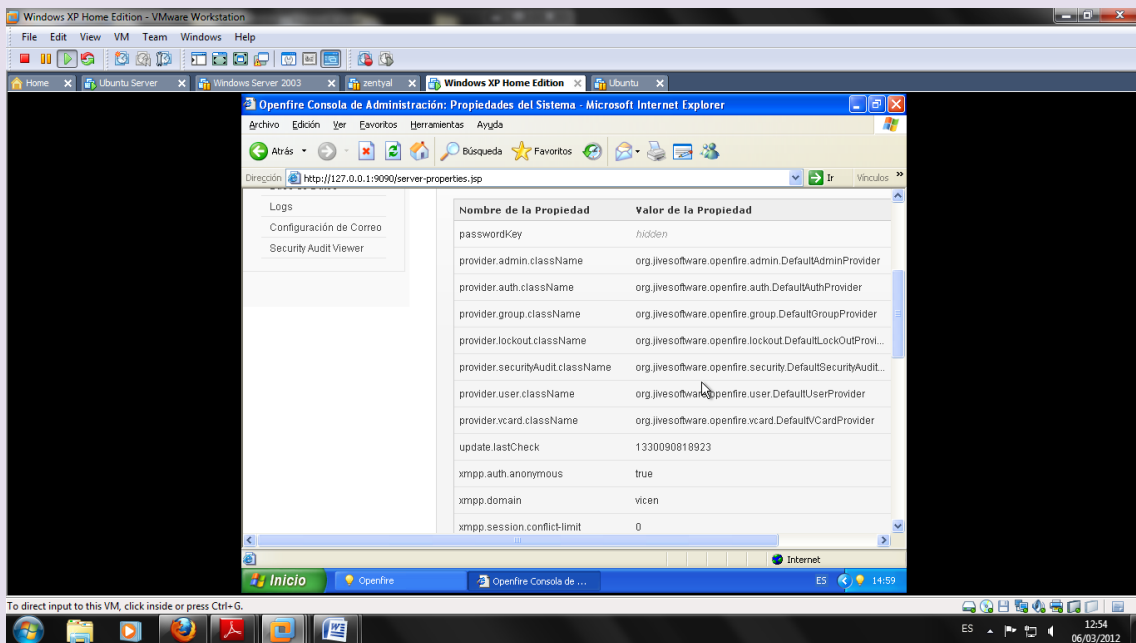 Windows XP Home Edition - VMware Workstation
File Edit View VM Team Windows Help
Home Ubuntu Server Windows Server 2003 zentyal Windows XP Home Edition Ubuntu
Openfire Consola de Administración: Propiedades del Sistema - Microsoft Internet Explorer
Archivo Edición Ver Favoritos Herramientas Ayuda
Atrás Búsqueda Favoritos
Dirección http://127.0.0.1:9090/server-properties.jsp Ir Vínculos »
Logs
Configuración de Correo
Security Audit Viewer
Nombre de la Propiedad Valor de la Propiedad
passwordKey hidden
provider.admin.className org.jivesoftware.openfire.admin.DefaultAdminProvider
provider.auth.className org.jivesoftware.openfire.auth.DefaultAuthProvider
provider.group.className org.jivesoftware.openfire.group.DefaultGroupProvider
provider.lockout.className org.jivesoftware.openfire.lockout.DefaultLockOutProvi...
provider.securityAudit.className org.jivesoftware.openfire.security.DefaultSecurityAudit...
provider.user.className org.jivesoftware.openfire.user.DefaultUserProvider
provider.vcard.className org.jivesoftware.openfire.vcard.DefaultVCardProvider
update.lastCheck 1330090818923
xmpp.auth.anonymous true
xmpp.domain vicen
xmpp.session.conflict-limit 0
Internet
Inicio Openfire Openfire Consola de ... ES 14:59
To direct input to this VM, click inside or press Ctrl+G.
ES 12:54
06/03/2012